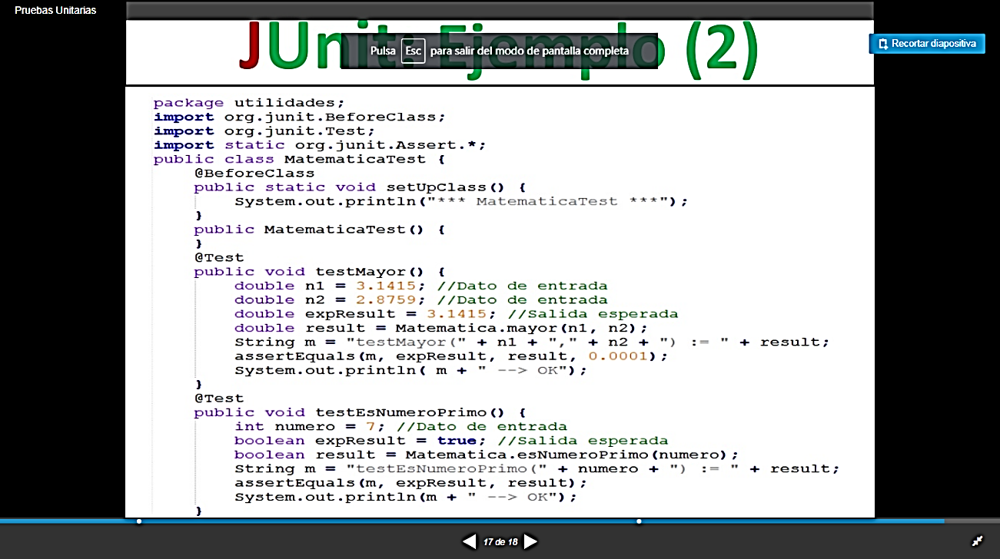 Pruebas Unitarias
JUnit: Ejemplo (2)
Pulsa Esc para salir del modo de pantalla completa
Recortar diapositiva
package utilidades;
import org.junit.BeforeClass;
import org.junit.Test;
import static org.junit.Assert.*;
public class MatematicaTest {
@BeforeClass
public static void setUpClass() {
System.out.println("*** MatematicaTest ***");
}
public MatematicaTest() {
}
@Test
public void testMayor() {
double n1 = 3.1415; //Dato de entrada
double n2 = 2.8759; //Dato de entrada
double expResult = 3.1415; //Salida esperada
double result = Matematica.mayor(n1, n2);
String m = "testMayor(" + n1 + "," + n2 + ") := " + result;
assertEquals(m, expResult, result, 0.0001);
System.out.println( m + " --> OK");
}
@Test
public void testEsNumeroPrimo() {
int numero = 7; //Dato de entrada
boolean expResult = true; //Salida esperada
boolean result = Matematica.esNumeroPrimo(numero);
String m = "testEsNumeroPrimo(" + numero + ") := " + result;
assertEquals(m, expResult, result);
System.out.println(m + " --> OK");
}
17 de 18